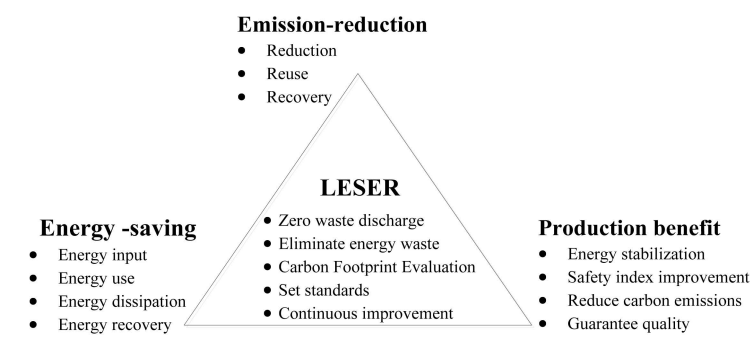 Emission-reduction
● Reduction
● Reuse
● Recovery
LESER
● Zero waste discharge
● Eliminate energy waste
● Carbon Footprint Evaluation
● Set standards
● Continuous improvement
Energy -saving
● Energy input
● Energy use
● Energy dissipation
● Energy recovery
Production benefit
● Energy stabilization
● Safety index improvement
● Reduce carbon emissions
● Guarantee quality